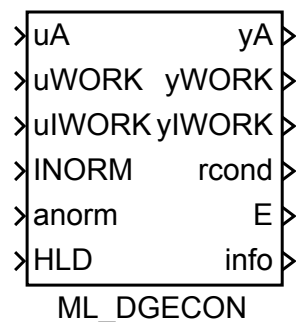 uA yA
uWORK yWORK
uIWORK yIWORK
INORM rcond
anorm E
HLD info
ML_DGECON